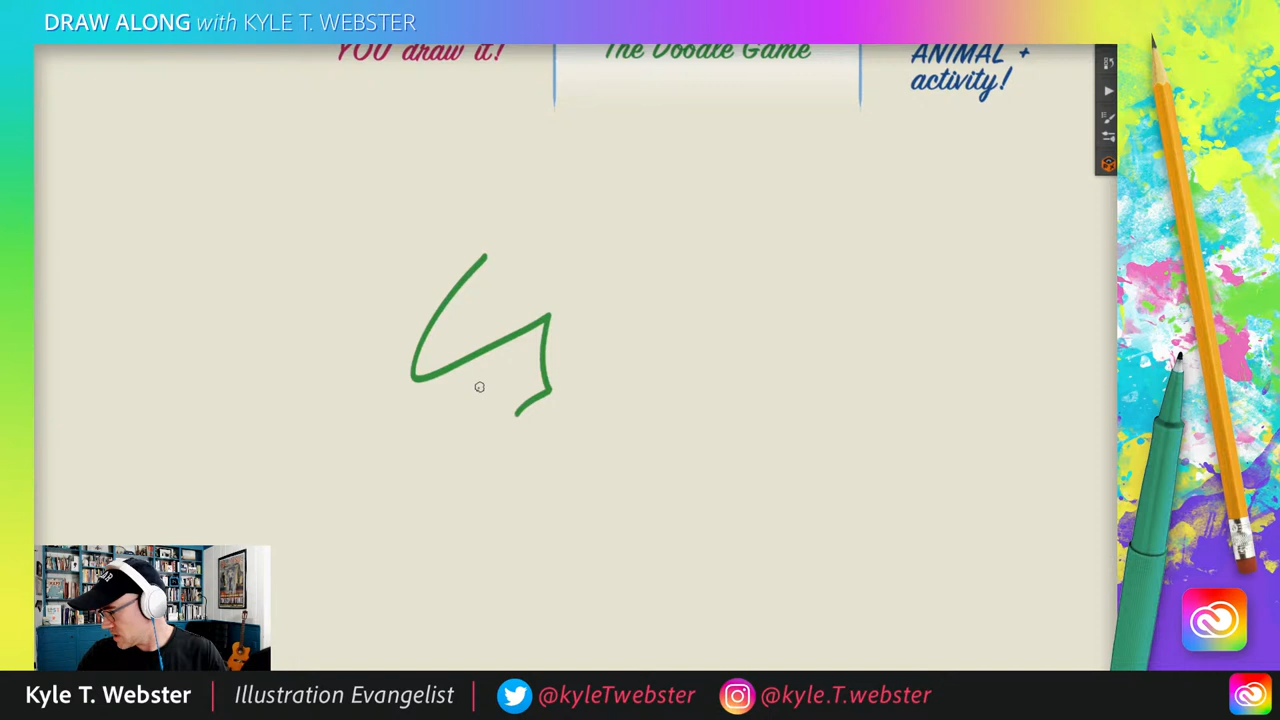 DRAW ALONG with KYLE T. WEBSTER
YOU draw it!
The Doodle Game
ANIMAL +
activity!
Kyle T. Webster | Illustration Evangelist @kyleTwebster | @kyle.T.webster